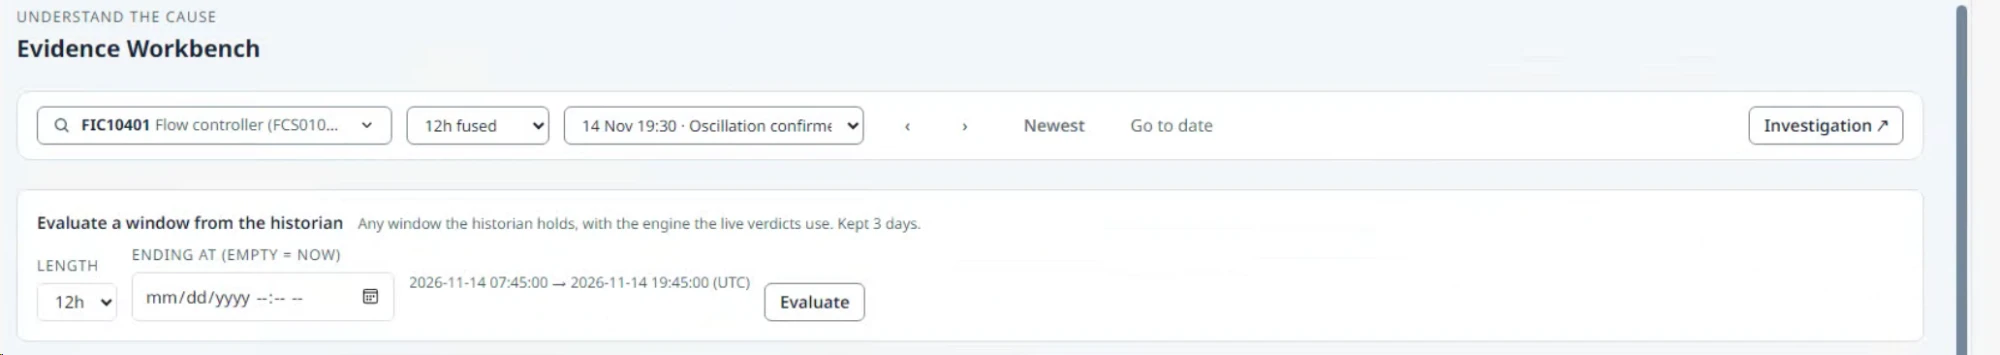 UNDERSTAND THE CAUSE
Evidence Workbench
FIC10401 Flow controller (FCS010... 12h fused 14 Nov 19:30 · Oscillation confirme ‹ › Newest Go to date Investigation ↗
Evaluate a window from the historian Any window the historian holds, with the engine the live verdicts use. Kept 3 days.
LENGTH ENDING AT (EMPTY = NOW)
12h mm/dd/yyyy --:-- -- 2026-11-14 07:45:00 → 2026-11-14 19:45:00 (UTC) Evaluate